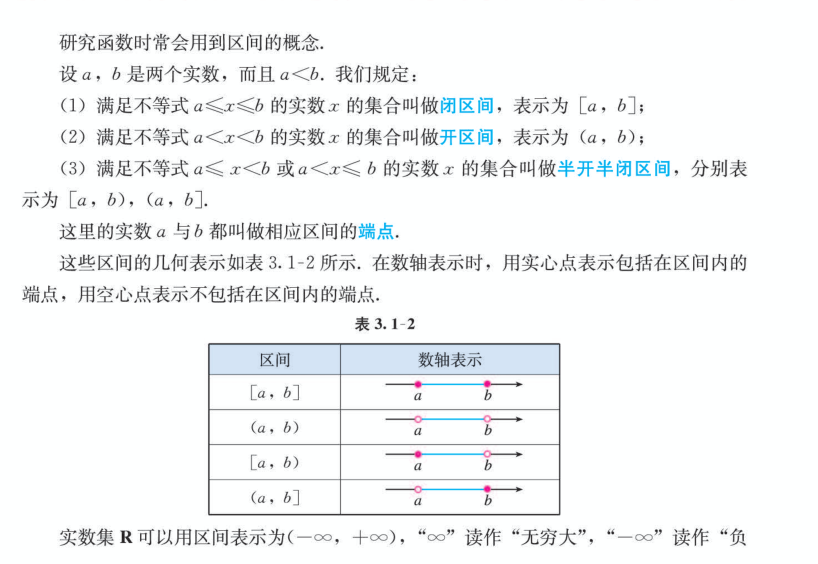 研究函数时常会用到区间的概念.
设 a，b 是两个实数，而且 a<b. 我们规定：
（1）满足不等式 a≤x≤b 的实数 x 的集合叫做闭区间，表示为 [a，b]；
（2）满足不等式 a<x<b 的实数 x 的集合叫做开区间，表示为（a，b）；
（3）满足不等式 a≤x<b 或 a<x≤b 的实数 x 的集合叫做半开半闭区间，分别表
示为 [a，b），（a，b].
这里的实数 a 与 b 都叫做相应区间的端点.
这些区间的几何表示如表 3.1-2 所示. 在数轴表示时，用实心点表示包括在区间内的
端点，用空心点表示不包括在区间内的端点.
表 3.1-2
区间 数轴表示
[a，b] a b
（a，b） a b
[a，b） a b
（a，b] a b
实数集 R 可以用区间表示为(－∞，＋∞)，“∞”读作“无穷大”，“－∞”读作“负